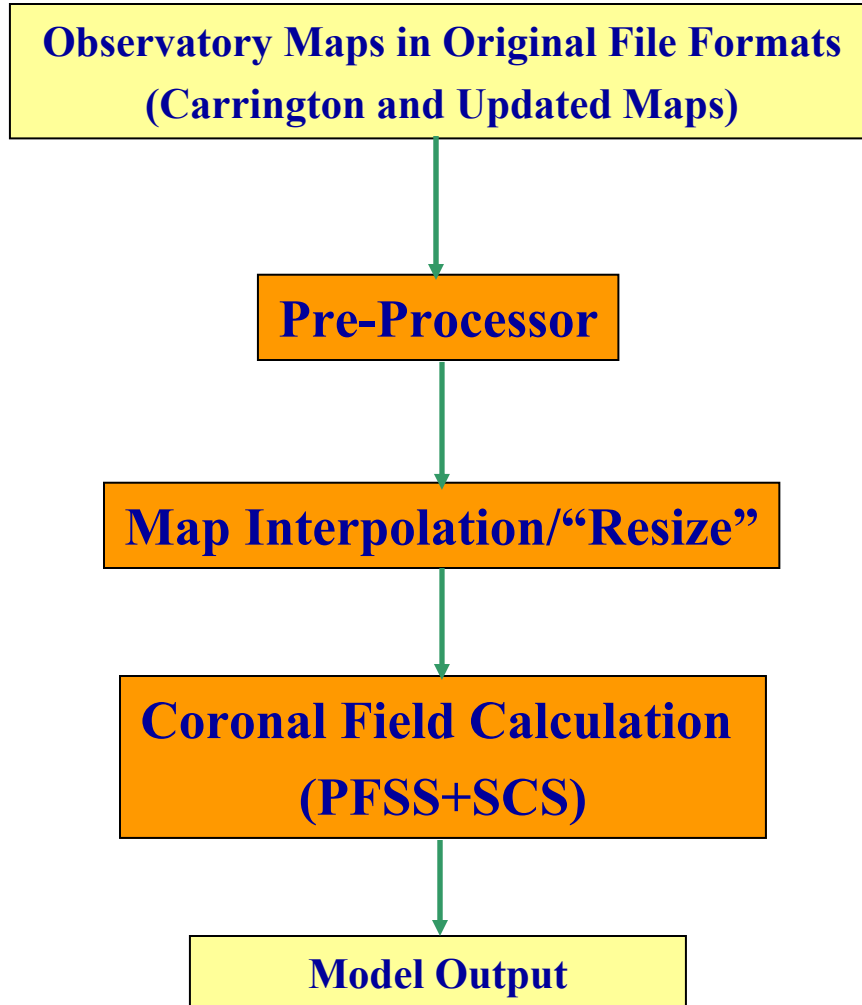 Observatory Maps in Original File Formats
(Carrington and Updated Maps)
Pre-Processor
Map Interpolation/“Resize”
Coronal Field Calculation
(PFSS+SCS)
Model Output